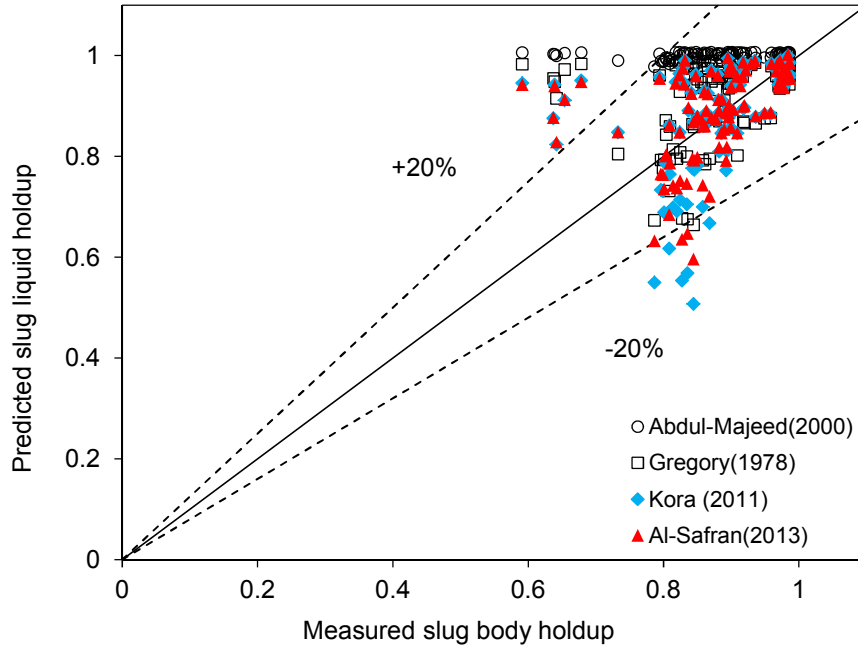 1
0.8
0.6
0.4
0.2
0
Predicted slug liquid holdup
+20%
-20%
Abdul-Majeed(2000)
Gregory(1978)
Kora (2011)
Al-Safran(2013)
0 0.2 0.4 0.6 0.8 1
Measured slug body holdup